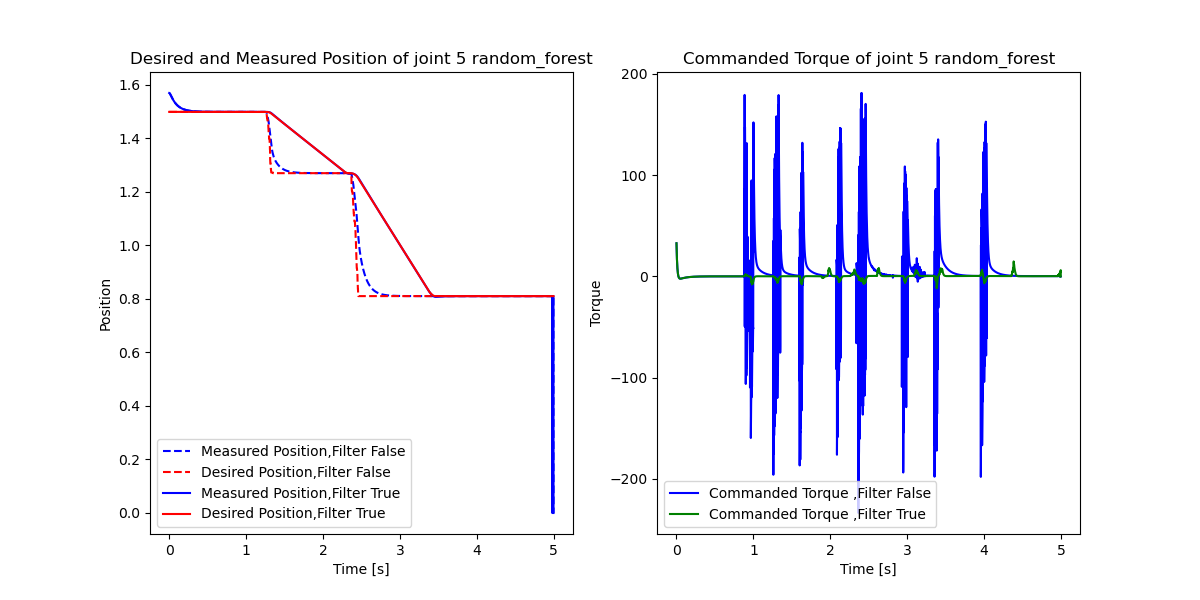 Desired and Measured Position of joint 5 random_forest
Position
1.6
1.4
1.2
1.0
0.8
0.6
0.4
0.2
0.0
Measured Position,Filter False
Desired Position,Filter False
Measured Position,Filter True
Desired Position,Filter True
0 1 2 3 4 5
Time [s]
Commanded Torque of joint 5 random_forest
Torque
200
100
0
−100
−200
Commanded Torque ,Filter False
Commanded Torque ,Filter True
0 1 2 3 4 5
Time [s]